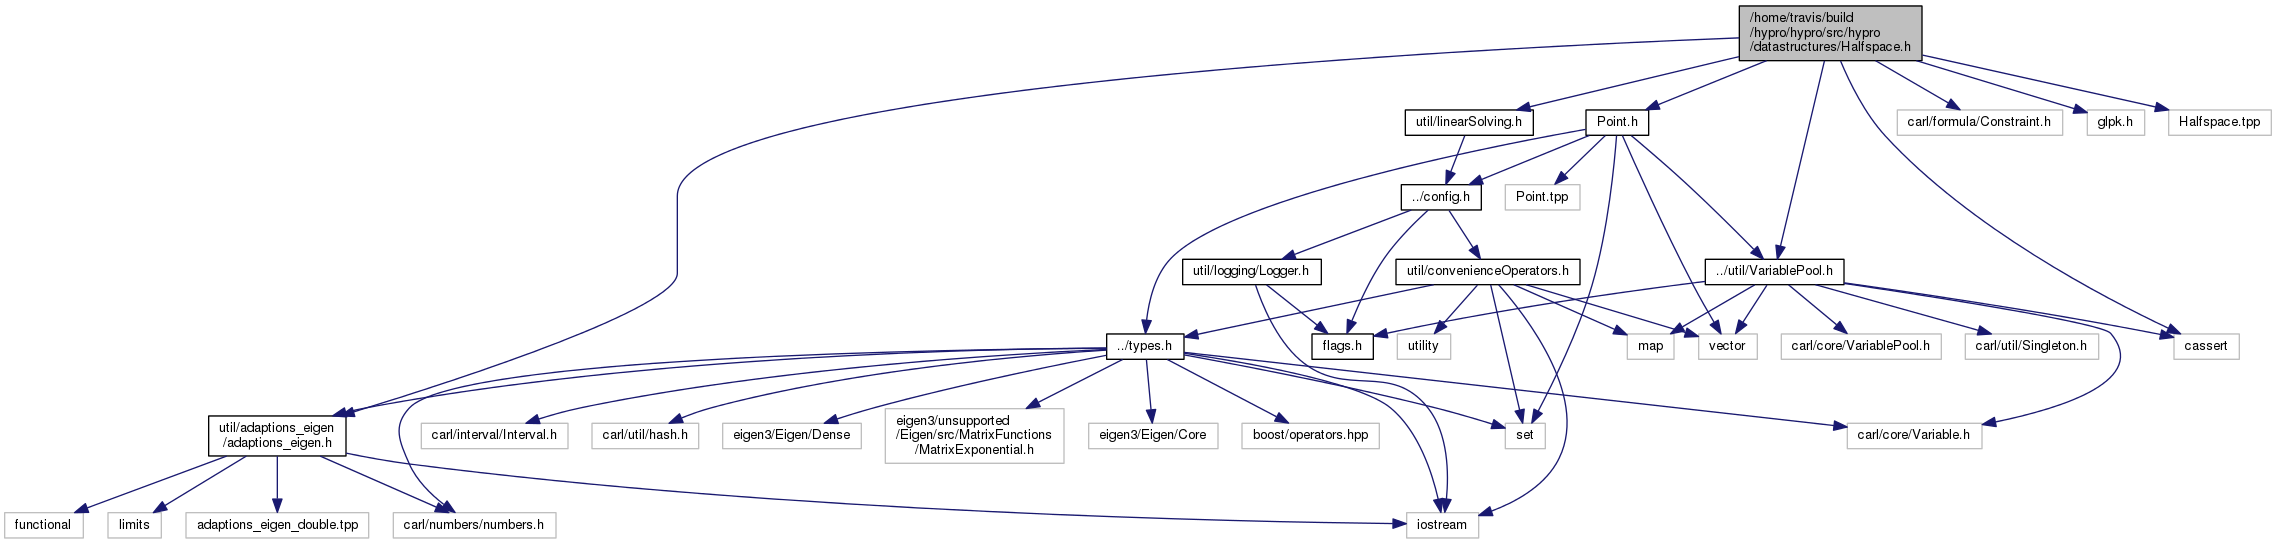 /home/travis/build
/hypro/hypro/src/hypro
/datastructures/Halfspace.h
util/linearSolving.h
Point.h
carl/formula/Constraint.h
glpk.h
Halfspace.tpp
../config.h
Point.tpp
util/logging/Logger.h
util/convenienceOperators.h
../util/VariablePool.h
../types.h
flags.h
utility
map
vector
carl/core/VariablePool.h
carl/util/Singleton.h
cassert
util/adaptions_eigen
/adaptions_eigen.h
carl/interval/Interval.h
carl/util/hash.h
eigen3/Eigen/Dense
eigen3/unsupported
/Eigen/src/MatrixFunctions
/MatrixExponential.h
eigen3/Eigen/Core
boost/operators.hpp
set
carl/core/Variable.h
functional
limits
adaptions_eigen_double.tpp
carl/numbers/numbers.h
iostream